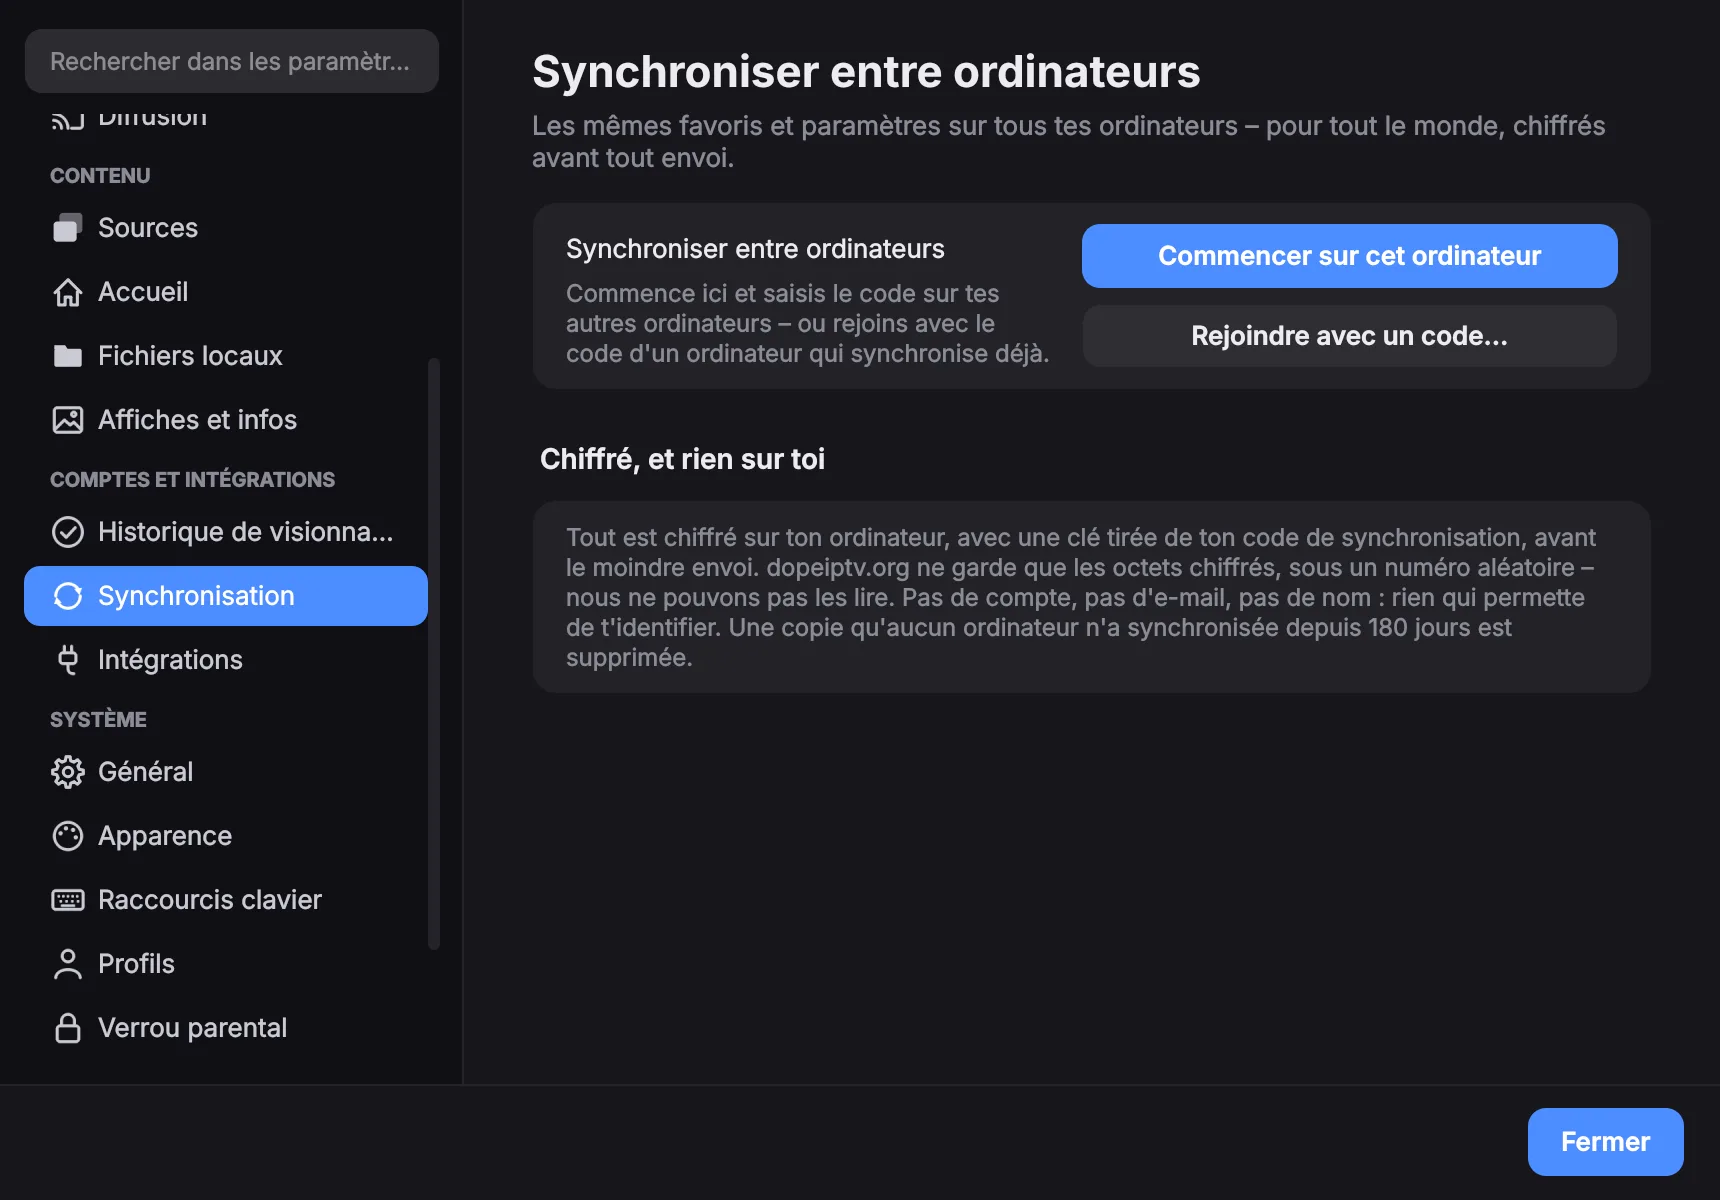 Rechercher dans les paramètr...
Diffusion
CONTENU
Sources
Accueil
Fichiers locaux
Affiches et infos
COMPTES ET INTÉGRATIONS
Historique de visionna...
Synchronisation
Intégrations
SYSTÈME
Général
Apparence
Raccourcis clavier
Profils
Verrou parental
Synchroniser entre ordinateurs
Les mêmes favoris et paramètres sur tous tes ordinateurs – pour tout le monde, chiffrés
avant tout envoi.
Synchroniser entre ordinateurs
Commence ici et saisis le code sur tes
autres ordinateurs – ou rejoins avec le
code d'un ordinateur qui synchronise déjà.
Commencer sur cet ordinateur
Rejoindre avec un code...
Chiffré, et rien sur toi
Tout est chiffré sur ton ordinateur, avec une clé tirée de ton code de synchronisation, avant
le moindre envoi. dopeiptv.org ne garde que les octets chiffrés, sous un numéro aléatoire –
nous ne pouvons pas les lire. Pas de compte, pas d'e-mail, pas de nom : rien qui permette
de t'identifier. Une copie qu'aucun ordinateur n'a synchronisée depuis 180 jours est
supprimée.
Fermer